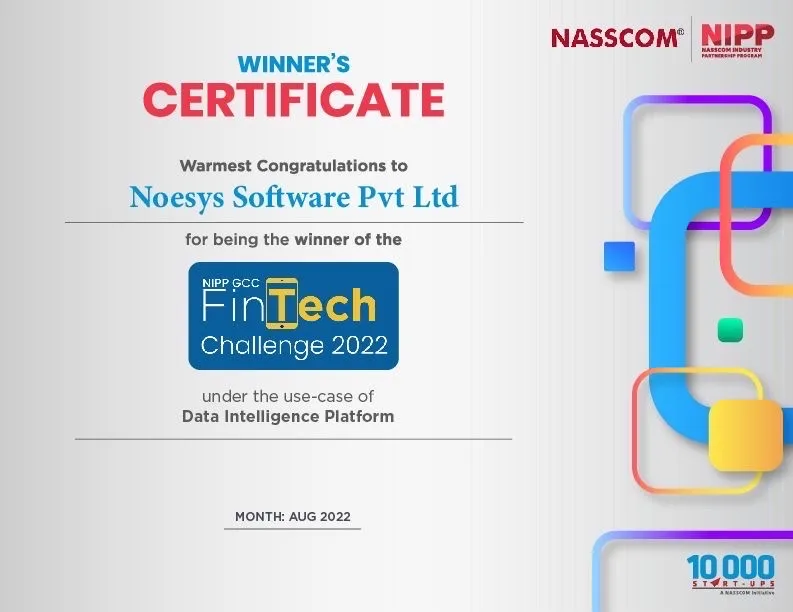 NASSCOM®
NIPP
NASSCOM INDUSTRY
PARTNERSHIP PROGRAM
WINNER'S
CERTIFICATE
Warmest Congratulations to
Noesys Software Pvt Ltd
for being the winner of the
NIPP GCC
FinTech
Challenge 2022
under the use-case of
Data Intelligence Platform
MONTH: AUG 2022
10 000
START-UPS
A NASSCOM Initiative